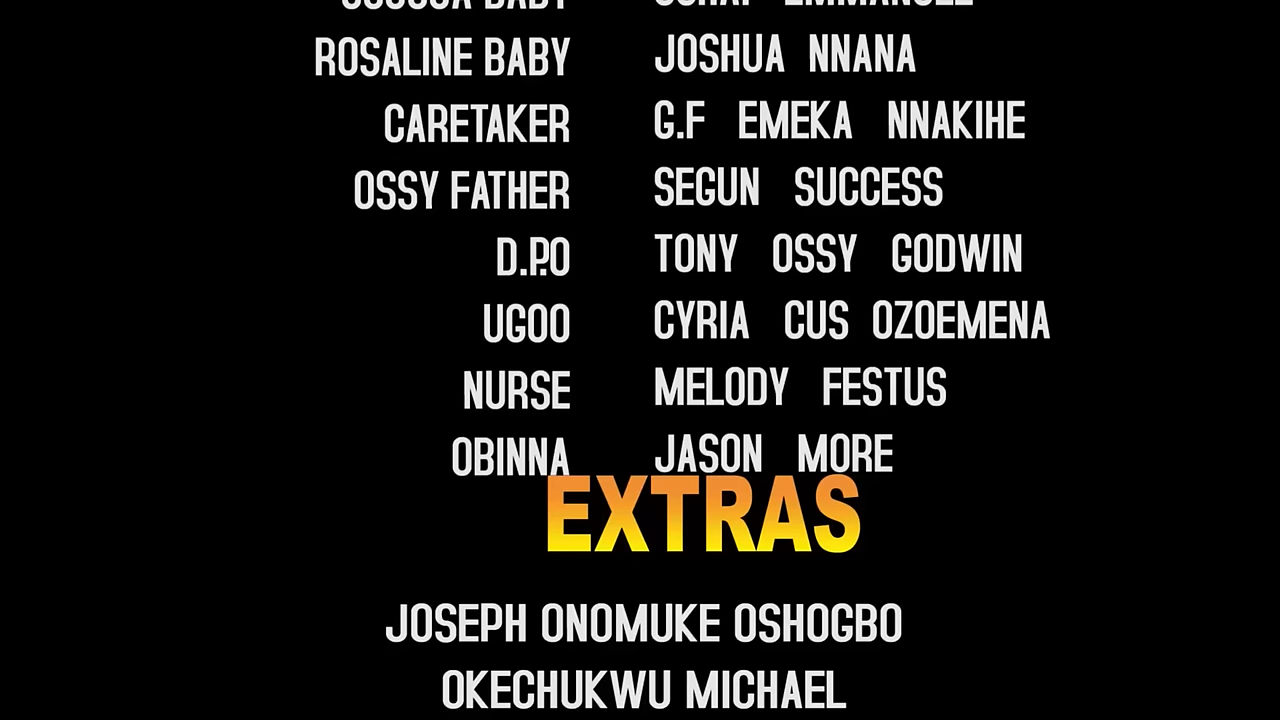 ROSALINE BABY JOSHUA NNANA
CARETAKER G.F EMEKA NNAKIHE
OSSY FATHER SEGUN SUCCESS
D.P.O TONY OSSY GODWIN
UGOO CYRIA CUS OZOEMENA
NURSE MELODY FESTUS
OBINNA JASON MORE
EXTRAS
JOSEPH ONOMUKE OSHOGBO
OKECHUKWU MICHAEL